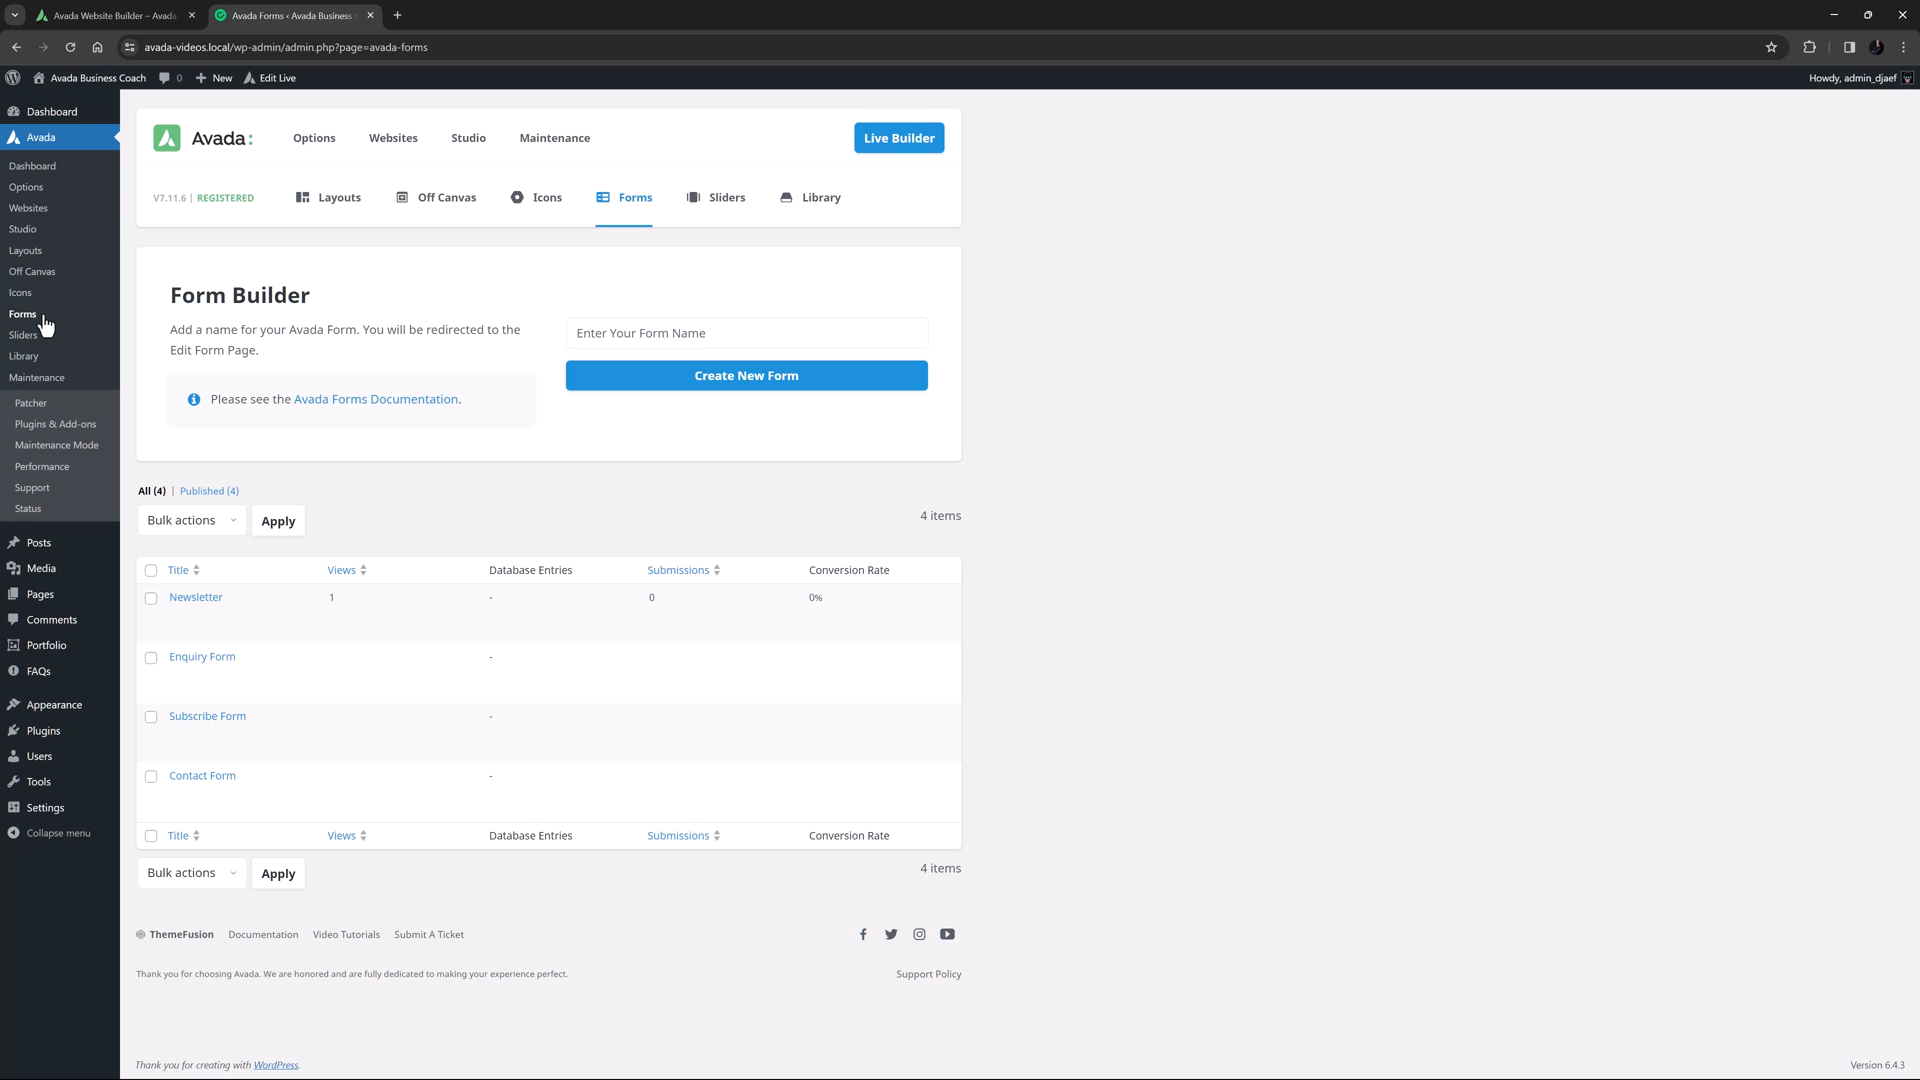 Avada Website Builder – Avada
Avada Forms ‹ Avada Business
avada-videos.local/wp-admin/admin.php?page=avada-forms
Avada Business Coach
0
New
Edit Live
Howdy, admin_djaef
Dashboard
Avada
Dashboard
Options
Websites
Studio
Layouts
Off Canvas
Icons
Forms
Sliders
Library
Maintenance
Patcher
Plugins & Add-ons
Maintenance Mode
Performance
Support
Status
Posts
Media
Pages
Comments
Portfolio
FAQs
Appearance
Plugins
Users
Tools
Settings
Collapse menu
Avada:
Options
Websites
Studio
Maintenance
Live Builder
V7.11.6 | REGISTERED
Layouts
Off Canvas
Icons
Forms
Sliders
Library
Form Builder
Add a name for your Avada Form. You will be redirected to the
Edit Form Page.
Please see the Avada Forms Documentation.
Enter Your Form Name
Create New Form
All (4) | Published (4)
Bulk actions
Apply
4 items
Title Views Database Entries Submissions Conversion Rate
Newsletter 1 - 0 0%
Enquiry Form -
Subscribe Form -
Contact Form -
Title Views Database Entries Submissions Conversion Rate
Bulk actions
Apply
4 items
ThemeFusion Documentation Video Tutorials Submit A Ticket
Thank you for choosing Avada. We are honored and are fully dedicated to making your experience perfect.
Support Policy
Thank you for creating with WordPress.
Version 6.4.3